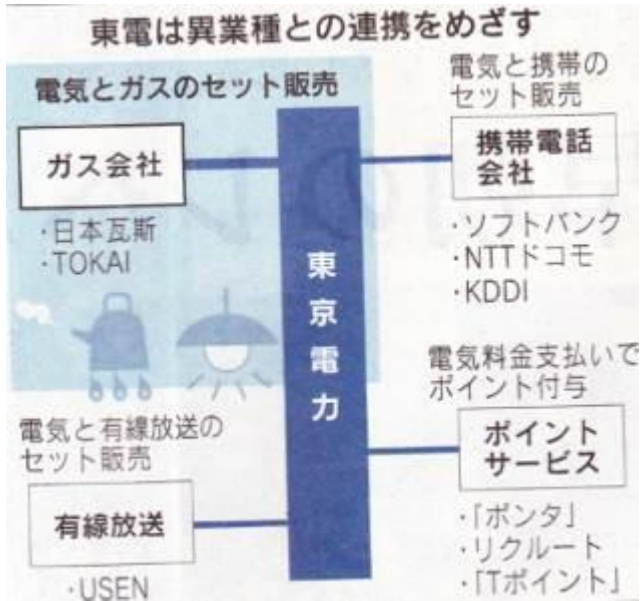 東電は異業種との連携をめざす
電気とガスのセット販売
ガス会社
・日本瓦斯
・TOKAI
電気と有線放送の
セット販売
有線放送
・USEN
東京電力
電気と携帯の
セット販売
携帯電話
会社
・ソフトバンク
・NTTドコモ
・KDDI
電気料金支払いで
ポイント付与
ポイント
サービス
・「ポンタ」
・リクルート
・「Tポイント」